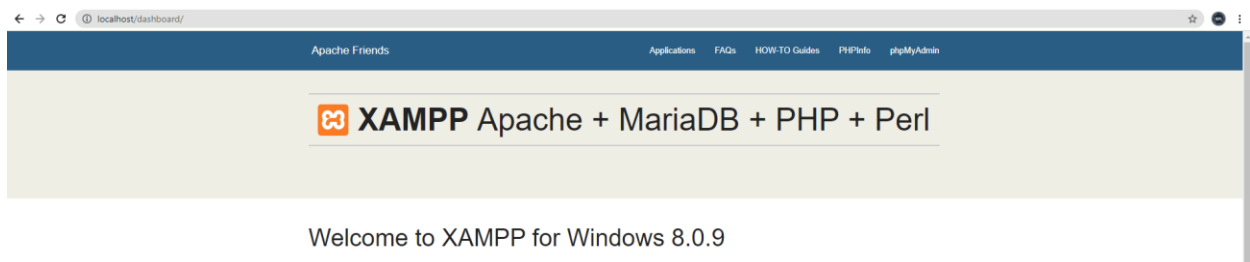 localhost/dashboard/
Apache Friends Applications FAQs HOW-TO Guides PHPInfo phpMyAdmin
XAMPP Apache + MariaDB + PHP + Perl
Welcome to XAMPP for Windows 8.0.9